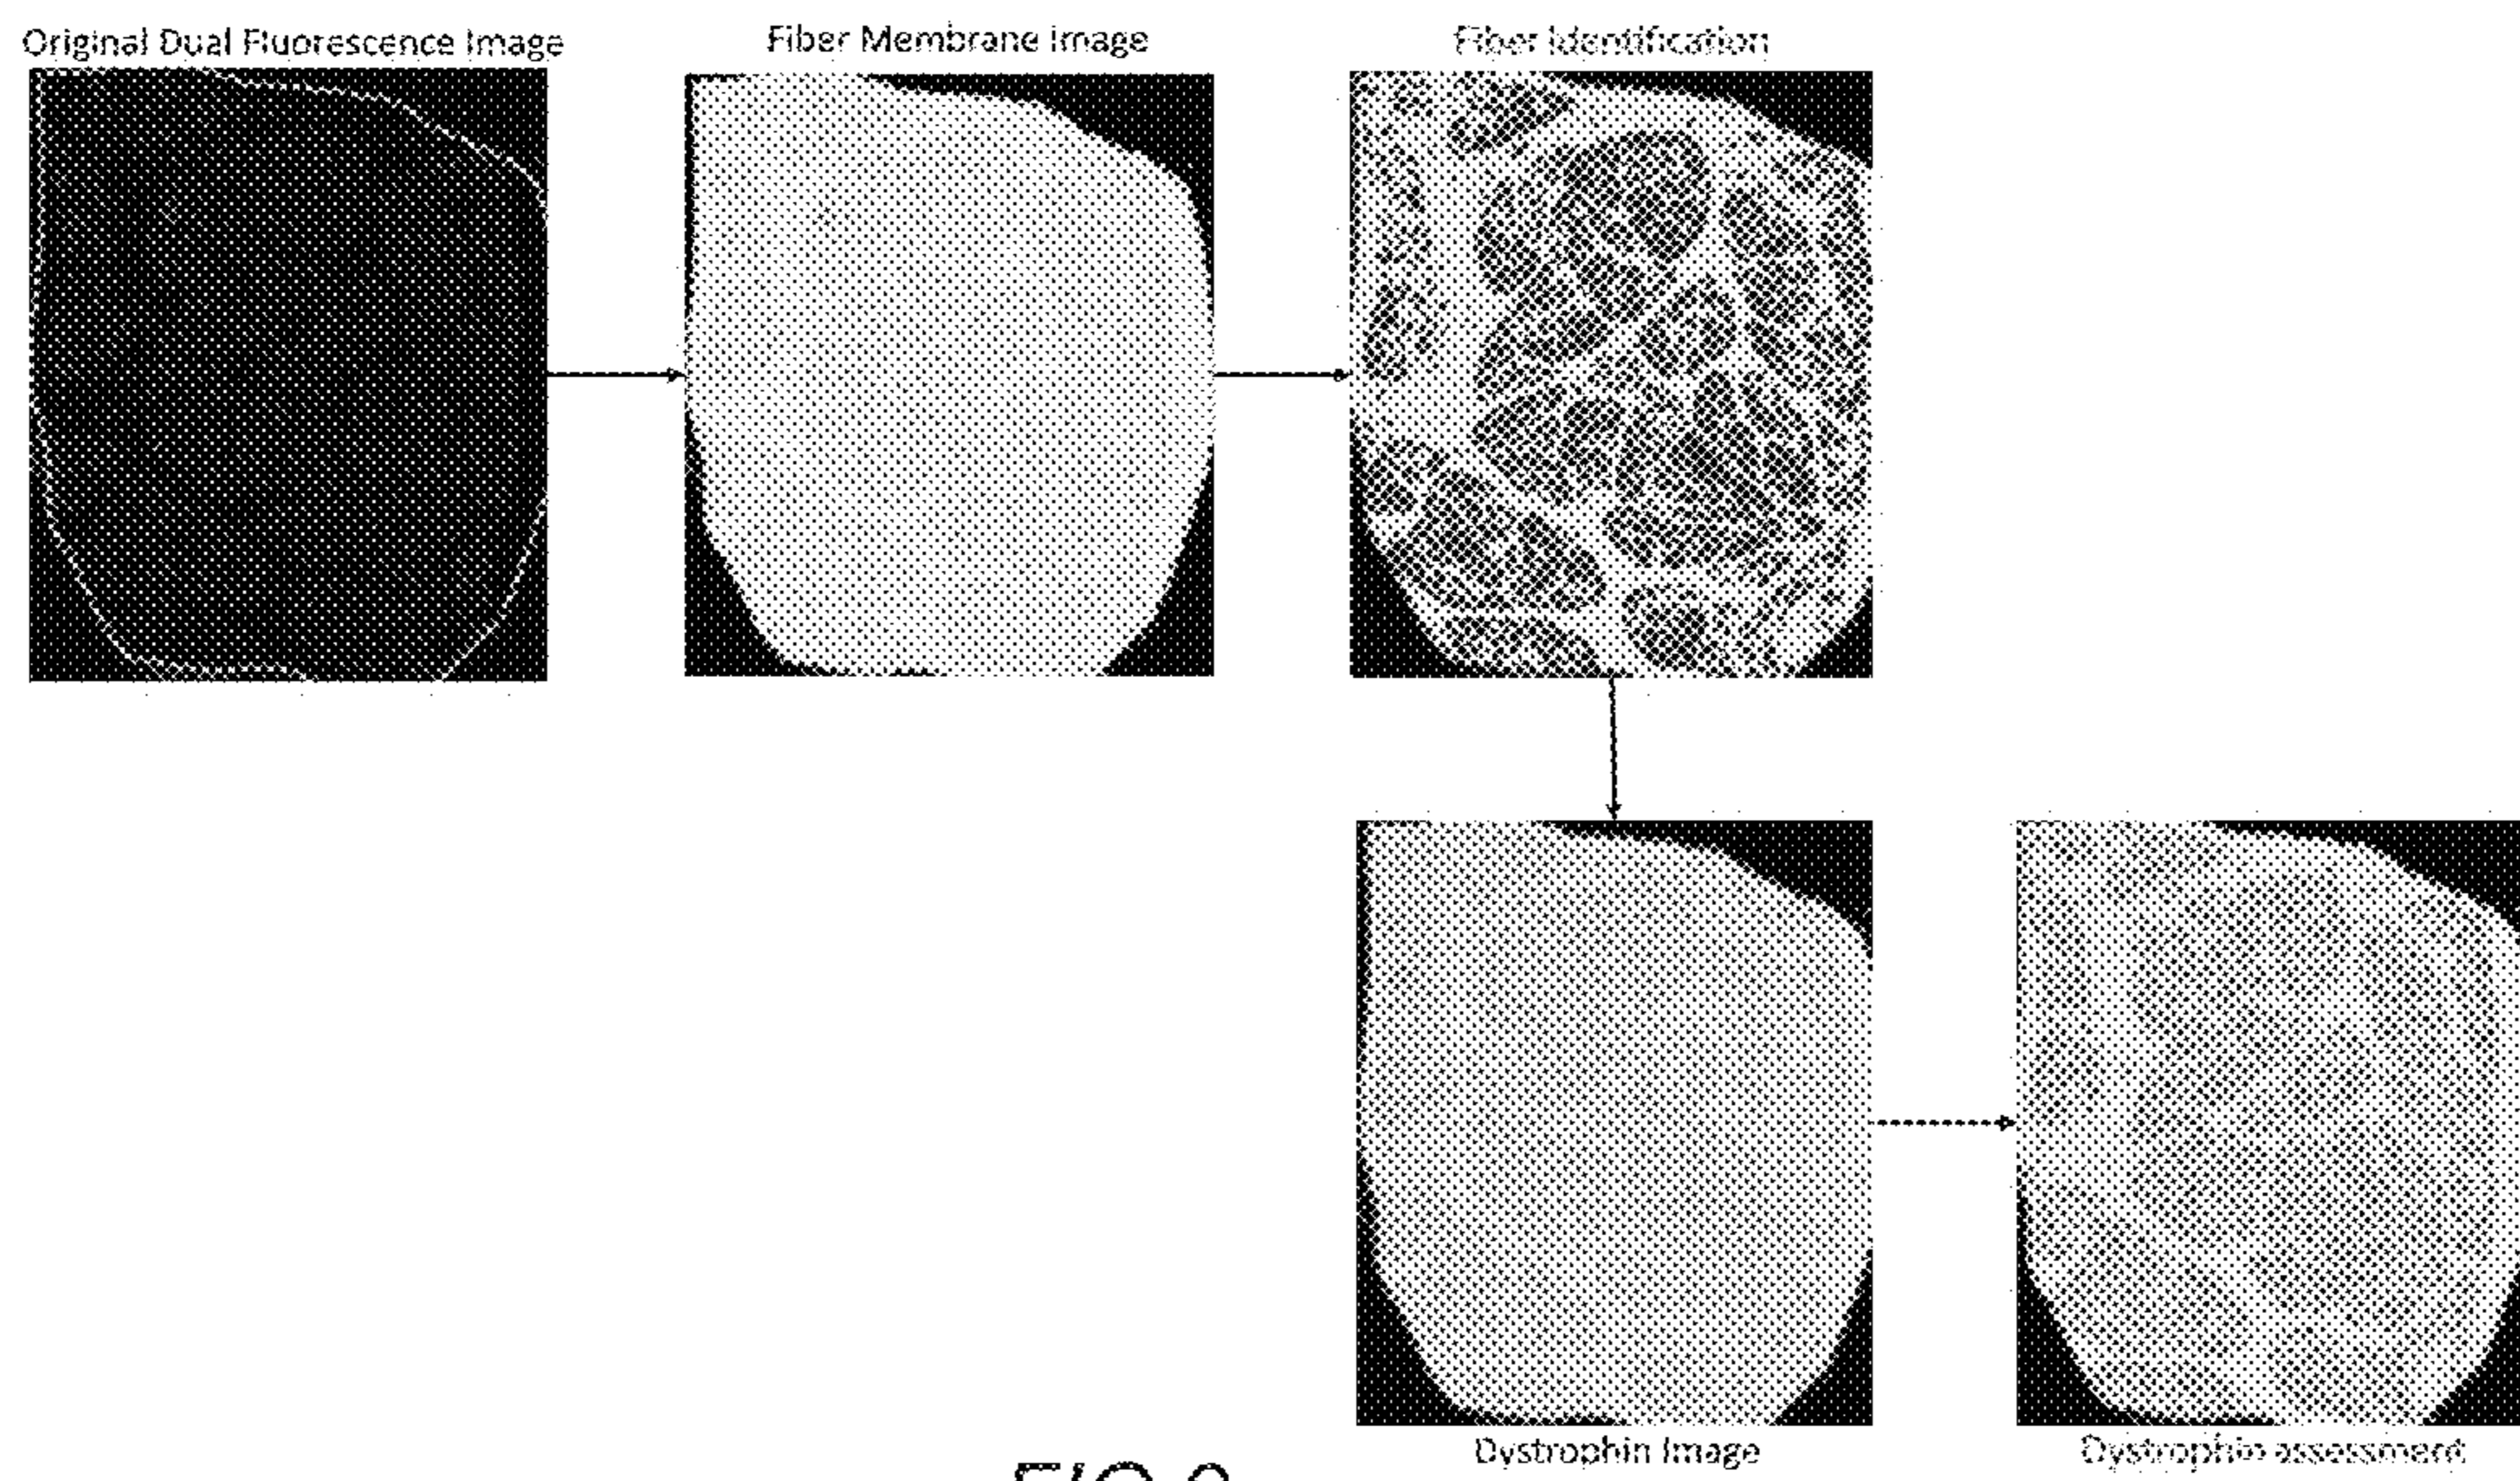 Original Dual Fluorescence Image
Fiber Membrane Image
Fiber Identification
Dystrophin Image
Dystrophin assessment